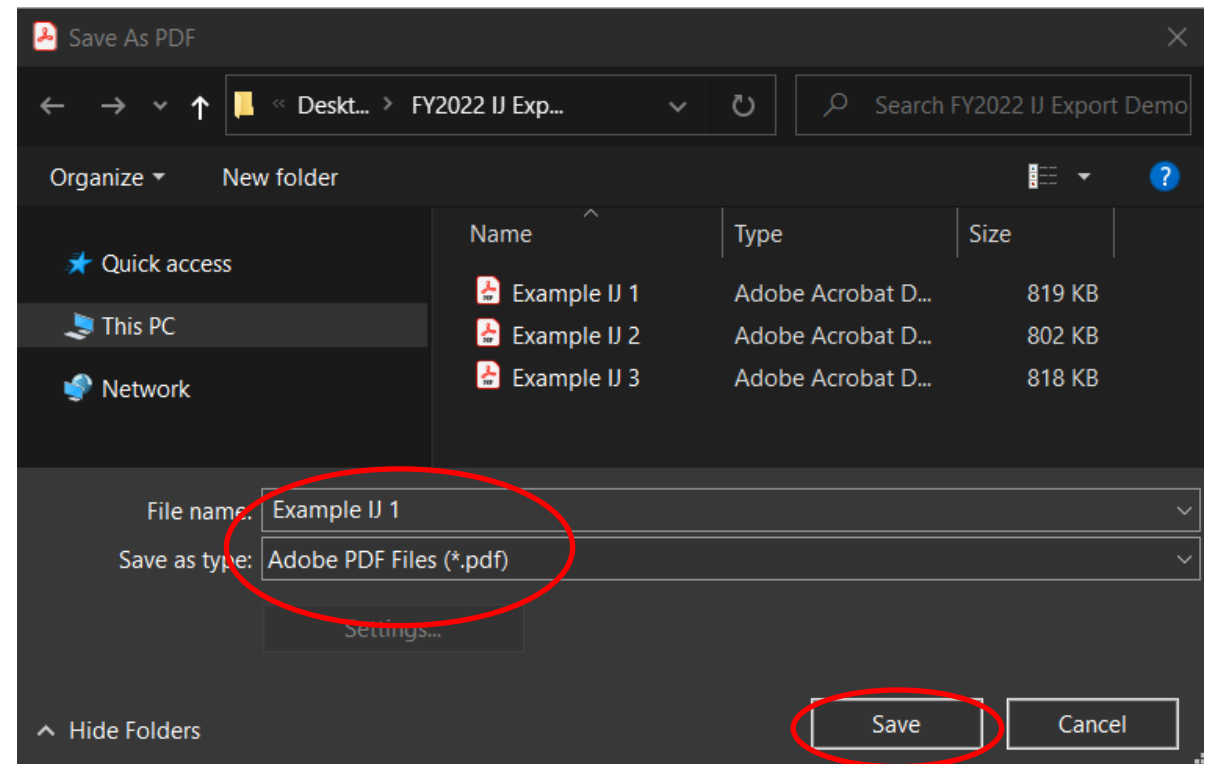 Save As PDF
« Deskt... > FY2022 IJ Exp... Search FY2022 IJ Export Demo
Organize New folder ?
Name Type Size
Quick access
This PC
Network
Example IJ 1 Adobe Acrobat D... 819 KB
Example IJ 2 Adobe Acrobat D... 802 KB
Example IJ 3 Adobe Acrobat D... 818 KB
File name: Example IJ 1
Save as type: Adobe PDF Files (*.pdf)
Settings...
Hide Folders Save Cancel